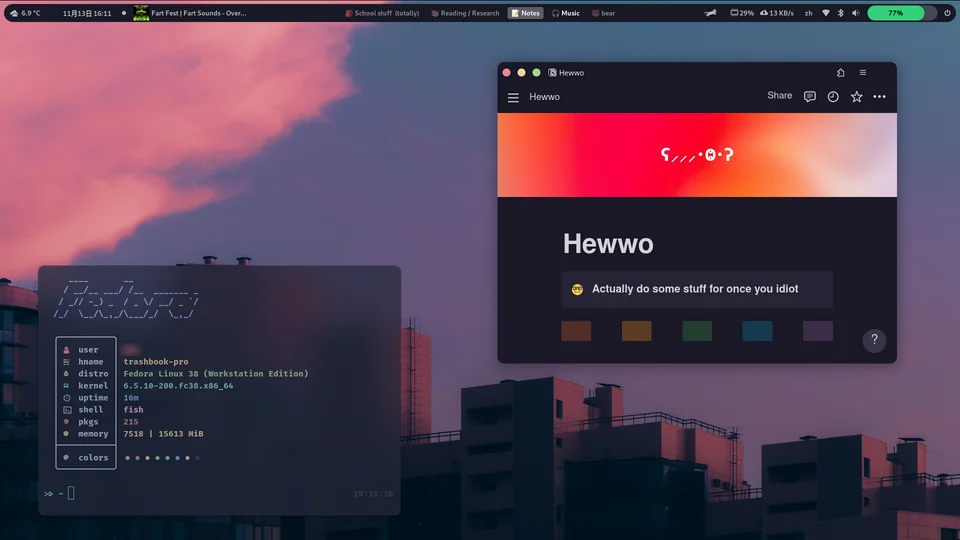 6.9 °C
11月13日 16:11
Fart Fest | Fart Sounds - Over...
School stuff (totally)
Reading / Research
Notes
Music
bear
29%
13 KB/s
zh
77%
Hewwo
Hewwo
Share
ʕ⸝⸝⸝·ᴥ·ʔ
Hewwo
Actually do some stuff for once you idiot
?
user
hname trashbook-pro
distro Fedora Linux 38 (Workstation Edition)
kernel 6.5.10-200.fc38.x86_64
uptime 16m
shell fish
pkgs 215
memory 7518 | 15613 MiB
colors
~